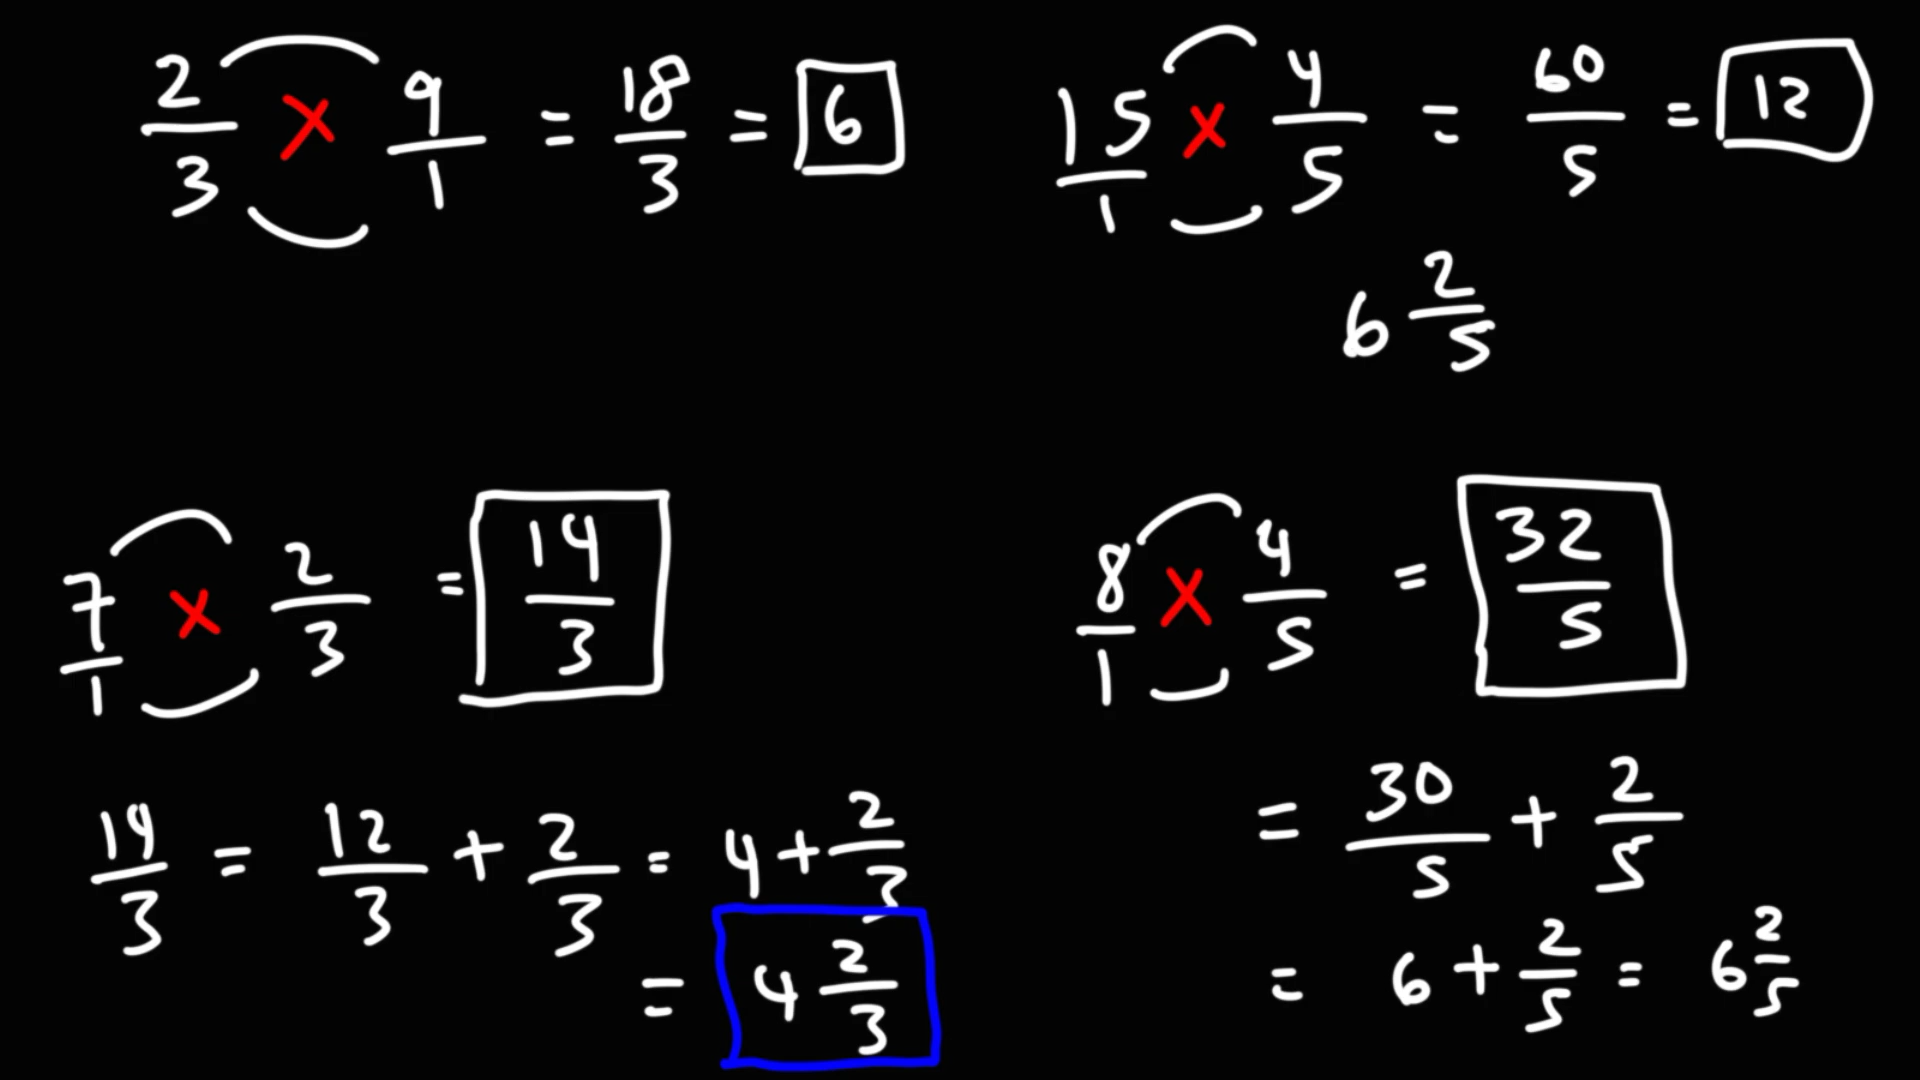 2/3 × 9/1 = 18/3 = 6
15/1 × 4/5 = 60/5 = 12
6 2/5
7/1 × 2/3 = 14/3
14/3 = 12/3 + 2/3 = 4 + 2/3
= 4 2/3
8/1 × 4/5 = 32/5
= 30/5 + 2/5
= 6 + 2/5 = 6 2/5